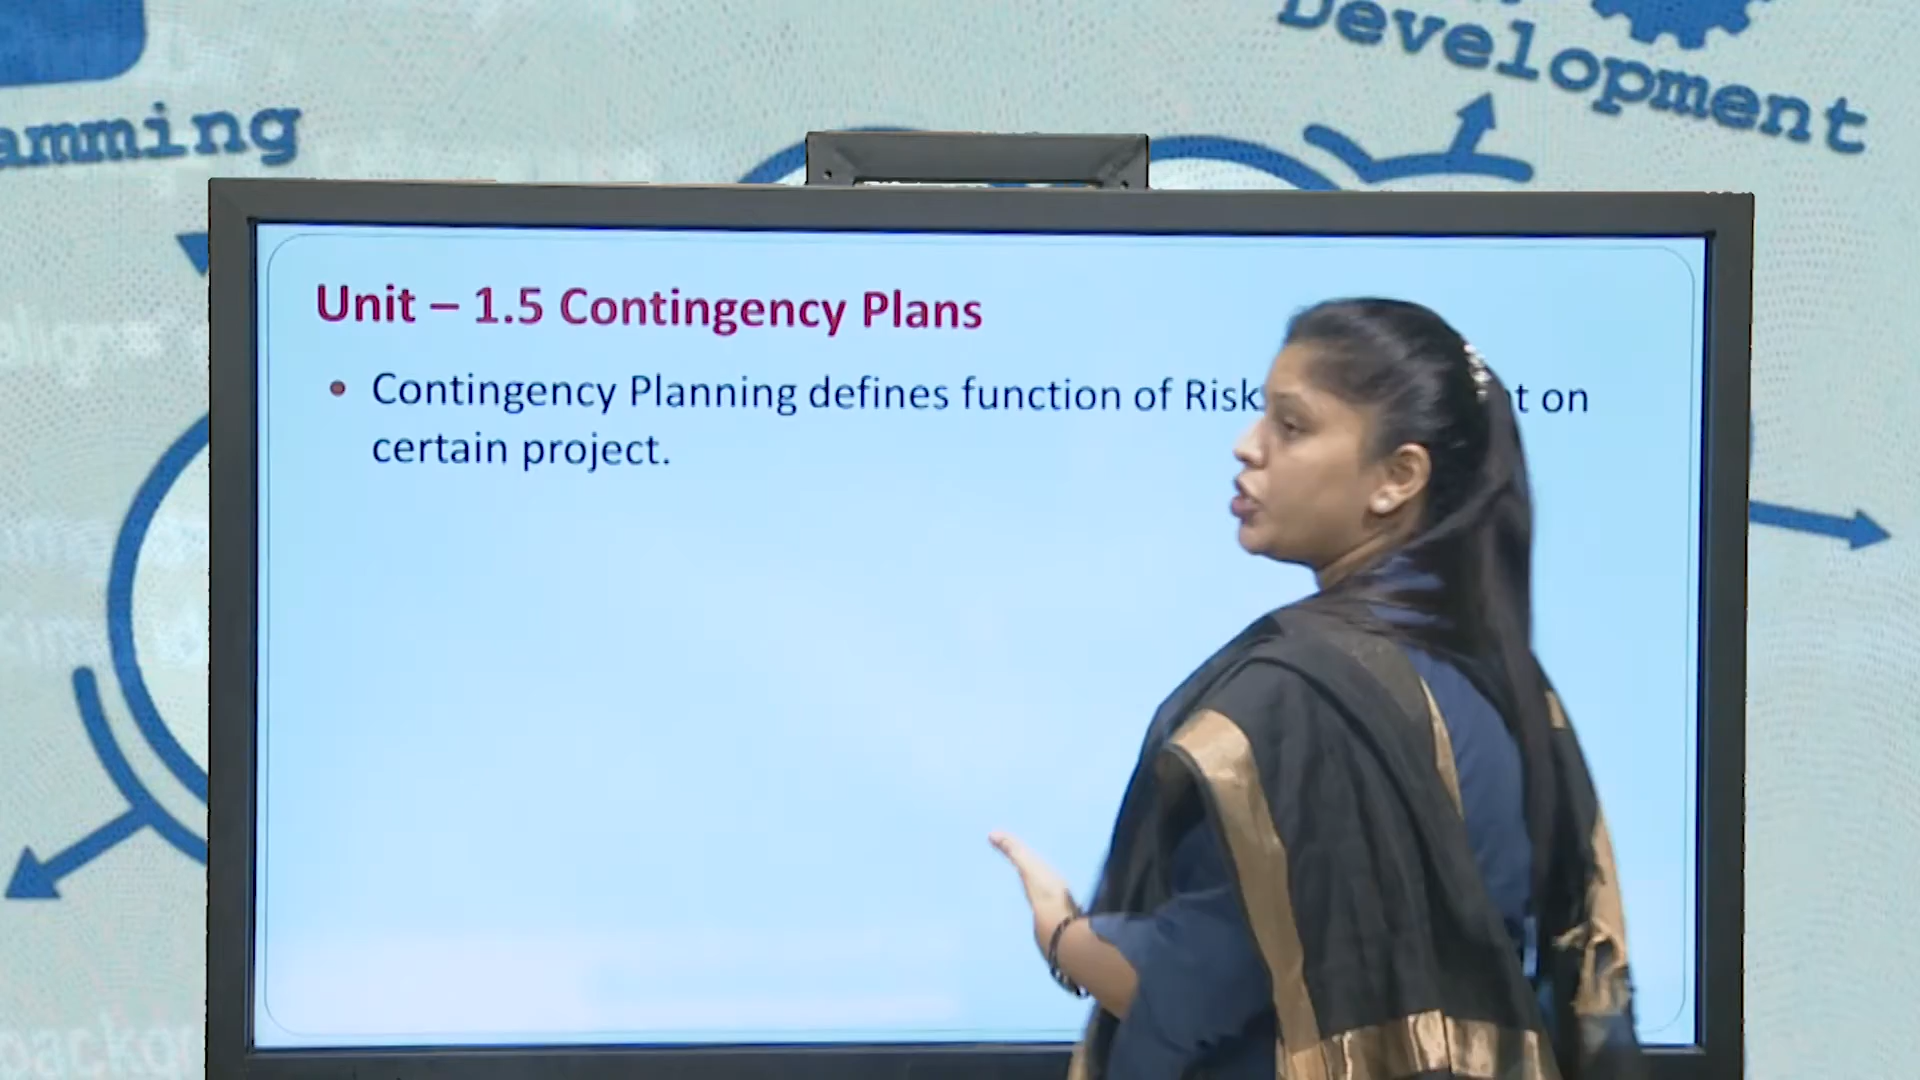 Development
amming
Unit – 1.5 Contingency Plans
• Contingency Planning defines function of Risk t on
certain project.